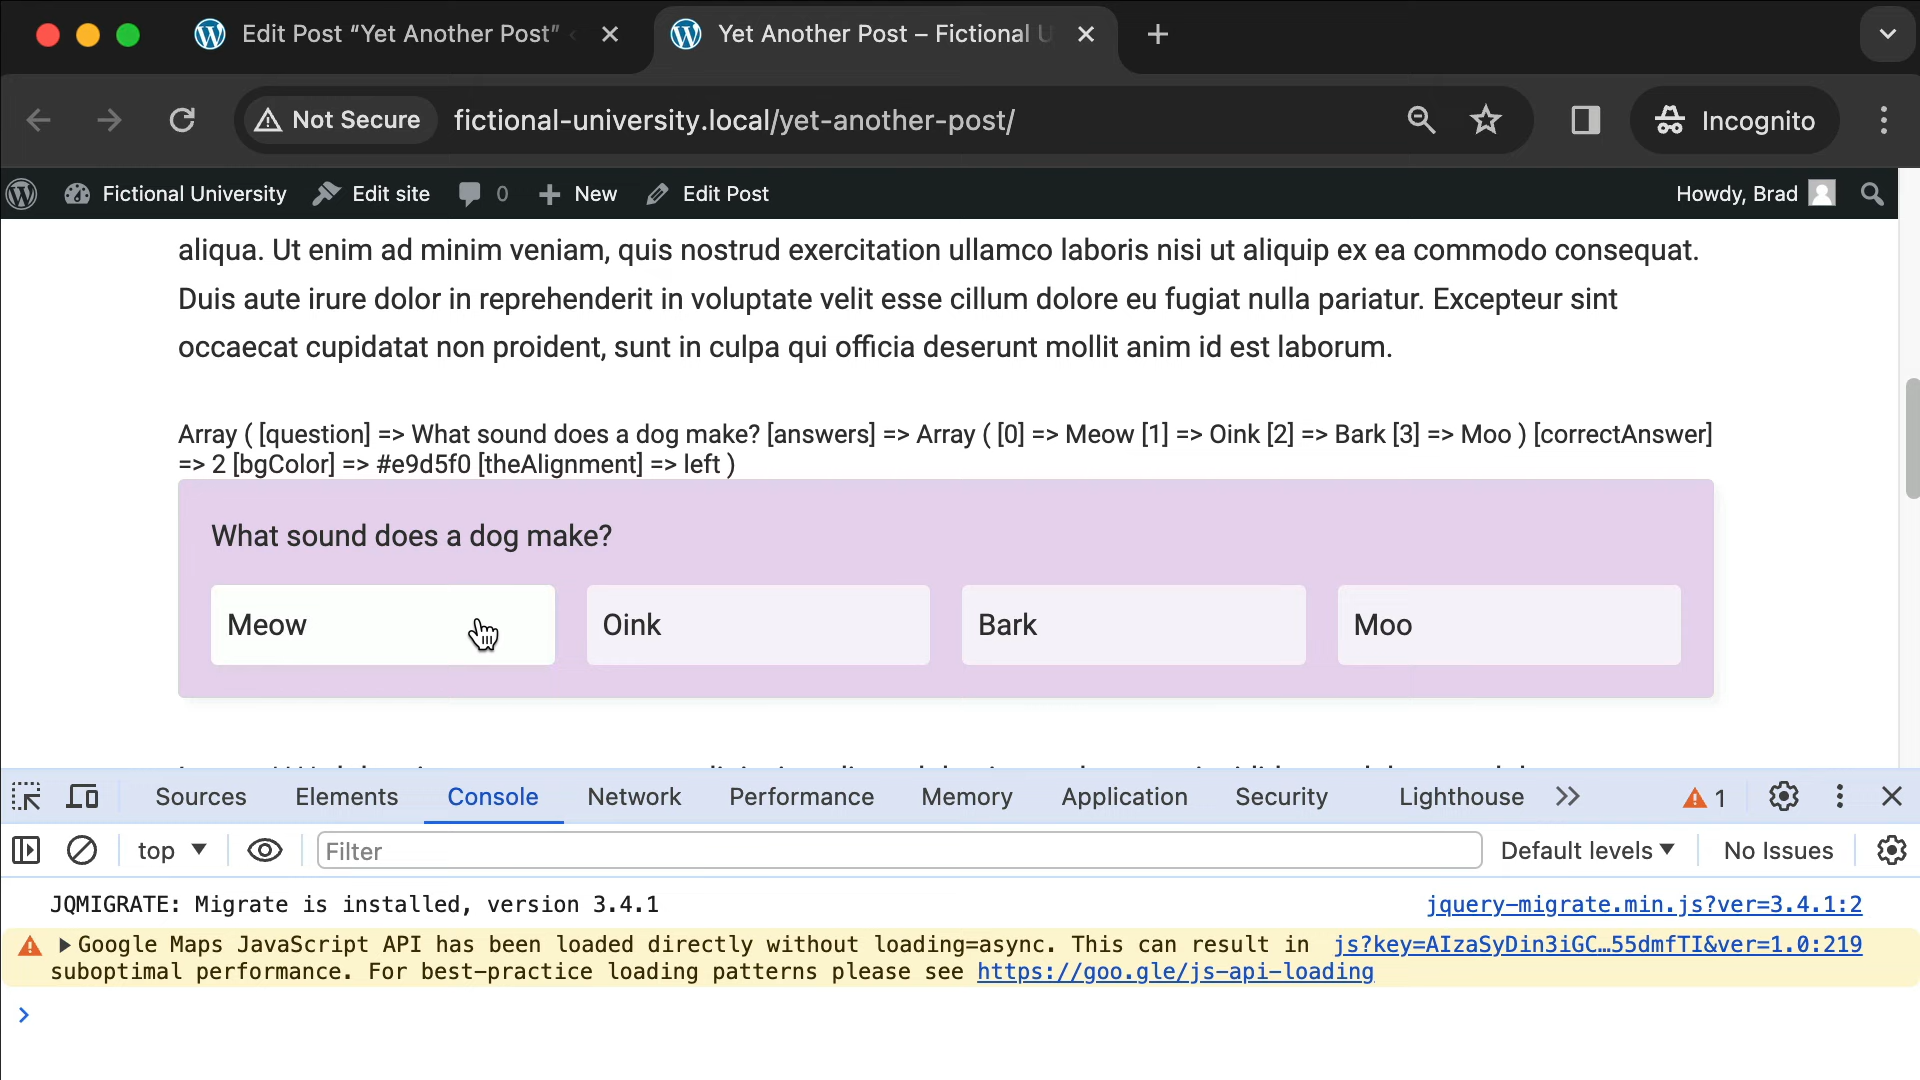 Edit Post “Yet Another Post”
Yet Another Post – Fictional U
Not Secure
fictional-university.local/yet-another-post/
Incognito
Fictional University
Edit site
0
New
Edit Post
Howdy, Brad
aliqua. Ut enim ad minim veniam, quis nostrud exercitation ullamco laboris nisi ut aliquip ex ea commodo consequat.
Duis aute irure dolor in reprehenderit in voluptate velit esse cillum dolore eu fugiat nulla pariatur. Excepteur sint
occaecat cupidatat non proident, sunt in culpa qui officia deserunt mollit anim id est laborum.
Array ( [question] => What sound does a dog make? [answers] => Array ( [0] => Meow [1] => Oink [2] => Bark [3] => Moo ) [correctAnswer]
=> 2 [bgColor] => #e9d5f0 [theAlignment] => left )
What sound does a dog make?
Meow
Oink
Bark
Moo
Sources
Elements
Console
Network
Performance
Memory
Application
Security
Lighthouse
1
top
Filter
Default levels
No Issues
JQMIGRATE: Migrate is installed, version 3.4.1
jquery-migrate.min.js?ver=3.4.1:2
Google Maps JavaScript API has been loaded directly without loading=async. This can result in
js?key=AIzaSyDin3iGC…55dmfTI&ver=1.0:219
suboptimal performance. For best-practice loading patterns please see https://goo.gle/js-api-loading